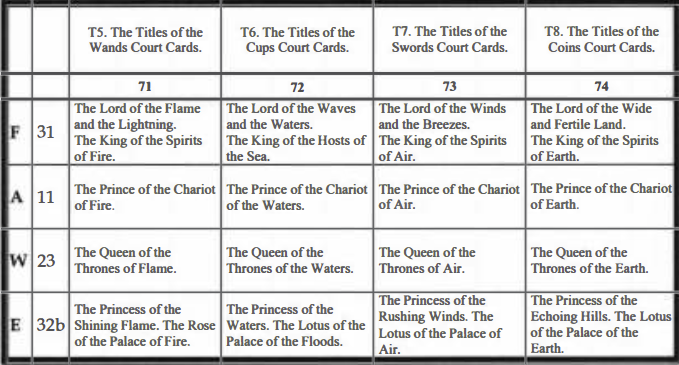 T5. The Titles of the
Wands Court Cards.
T6. The Titles of the
Cups Court Cards.
T7. The Titles of the
Swords Court Cards.
T8. The Titles of the
Coins Court Cards.
71
72
73
74
F
31
The Lord of the Flame
and the Lightning.
The King of the Spirits
of Fire.
The Lord of the Waves
and the Waters.
The King of the Hosts of
the Sea.
The Lord of the Winds
and the Breezes.
The King of the Spirits
of Air.
The Lord of the Wide
and Fertile Land.
The King of the Spirits
of Earth.
A
11
The Prince of the Chariot
of Fire.
The Prince of the Chariot
of the Waters.
The Prince of the Chariot
of Air.
The Prince of the Chariot
of Earth.
W
23
The Queen of the
Thrones of Flame.
The Queen of the
Thrones of the Waters.
The Queen of the
Thrones of Air.
The Queen of the
Thrones of the Earth.
E
32b
The Princess of the
Shining Flame. The Rose
of the Palace of Fire.
The Princess of the
Waters. The Lotus of the
Palace of the Floods.
The Princess of the
Rushing Winds. The
Lotus of the Palace of
Air.
The Princess of the
Echoing Hills. The Lotus
of the Palace of the
Earth.